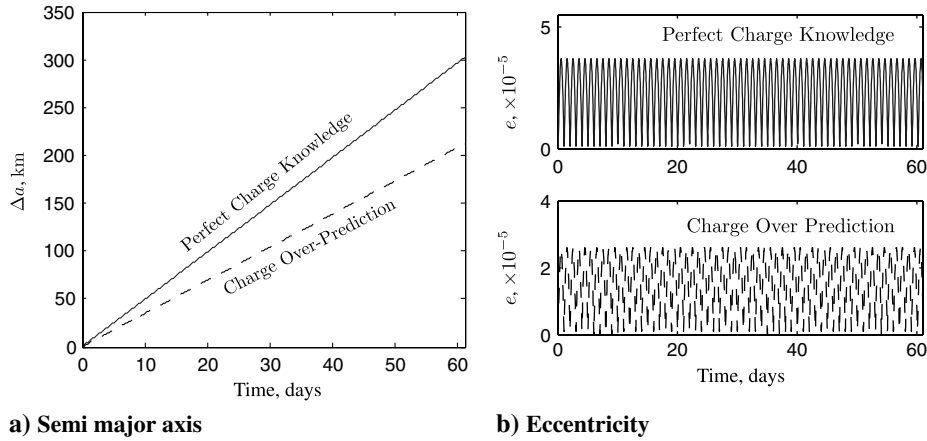 350
300
250
200
150
100
50
0
Δa, km
Perfect Charge Knowledge
Charge Over-Prediction
0 10 20 30 40 50 60
Time, days
a) Semi major axis
5
0
e, ×10⁻⁵
Perfect Charge Knowledge
0 20 40 60
4
2
0
e, ×10⁻⁵
Charge Over Prediction
0 20 40 60
Time, days
b) Eccentricity